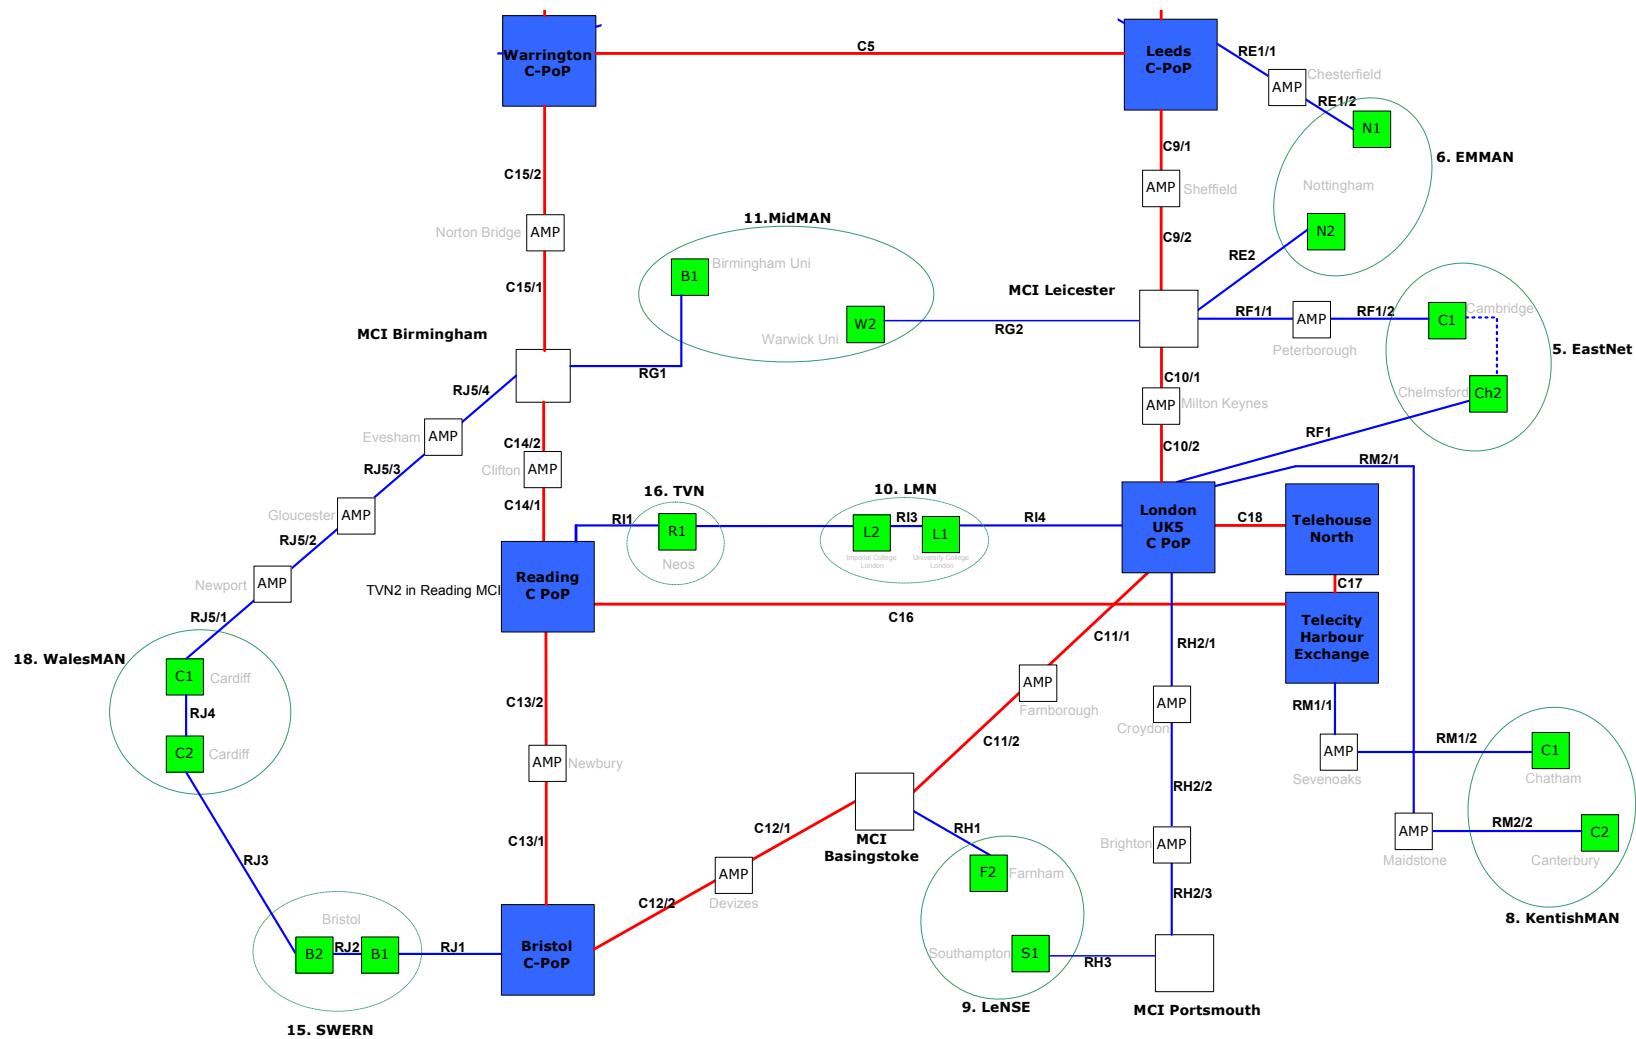 Warrington
C-PoP
C5
Leeds
C-PoP
RE1/1
AMP
Chesterfield
RE1/2
N1
6. EMMAN
Nottingham
N2
RE2
C9/1
AMP
Sheffield
C9/2
C15/2
Norton Bridge
AMP
C15/1
11.MidMAN
B1
Birmingham Uni
W2
Warwick Uni
RG2
MCI Leicester
RF1/1
AMP
RF1/2
Peterborough
C1
Cambridge
5. EastNet
Chelmsford
Ch2
RF1
MCI Birmingham
RG1
C10/1
AMP
Milton Keynes
C10/2
RJ5/4
Evesham
AMP
RJ5/3
Gloucester
AMP
RJ5/2
Newport
AMP
RJ5/1
C14/2
Clifton
AMP
C14/1
16. TVN
RI1
R1
Neos
10. LMN
L2
RI3
L1
Imperial College
London
University College
London
RI4
London
UK5
C PoP
RM2/1
C18
Telehouse
North
C17
Telecity
Harbour
Exchange
TVN2 in Reading MCI
Reading
C PoP
C16
18. WalesMAN
C1
Cardiff
RJ4
C2
Cardiff
RJ3
C13/2
AMP
Newbury
C13/1
C11/1
AMP
Farnborough
C11/2
RH2/1
AMP
Croydon
RH2/2
Brighton
AMP
RH2/3
RM1/1
AMP
Sevenoaks
RM1/2
C1
Chatham
AMP
Maidstone
RM2/2
C2
Canterbury
8. KentishMAN
MCI
Basingstoke
C12/1
AMP
Devizes
C12/2
RH1
F2
Farnham
Southampton
S1
RH3
9. LeNSE
MCI Portsmouth
Bristol
B2
RJ2
B1
RJ1
Bristol
C-PoP
15. SWERN